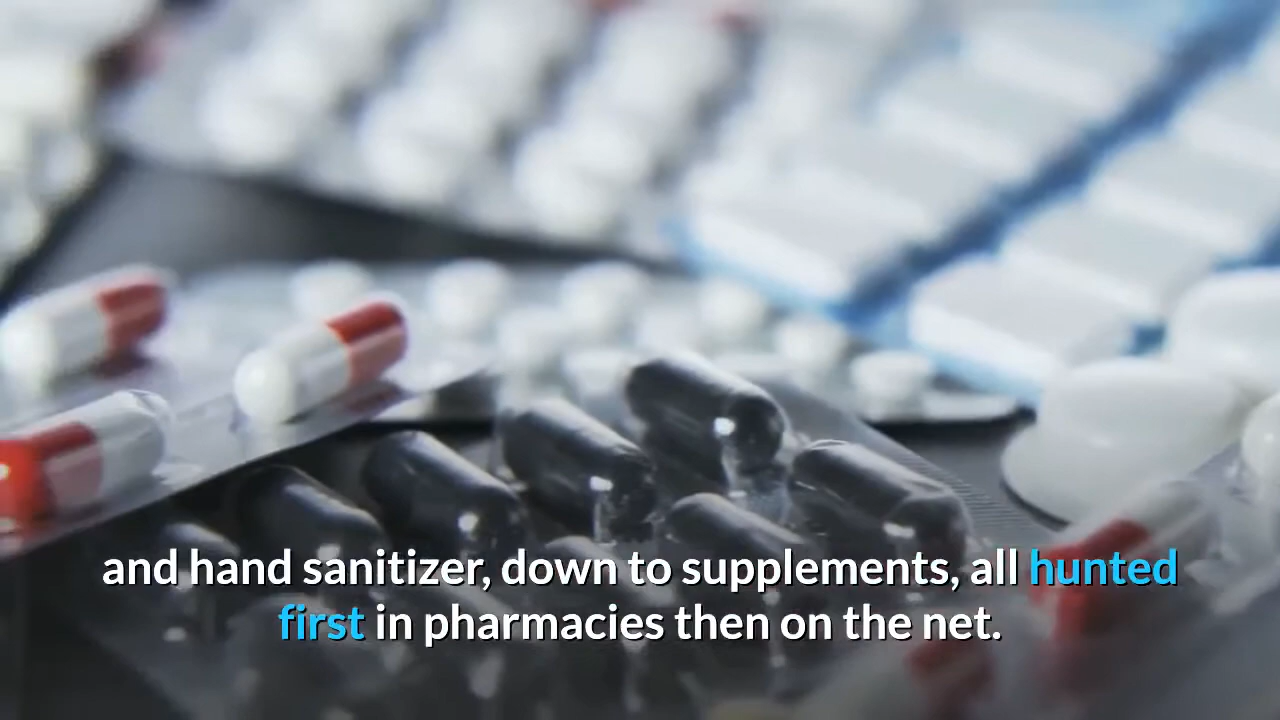 and hand sanitizer, down to supplements, all hunted
first in pharmacies then on the net.